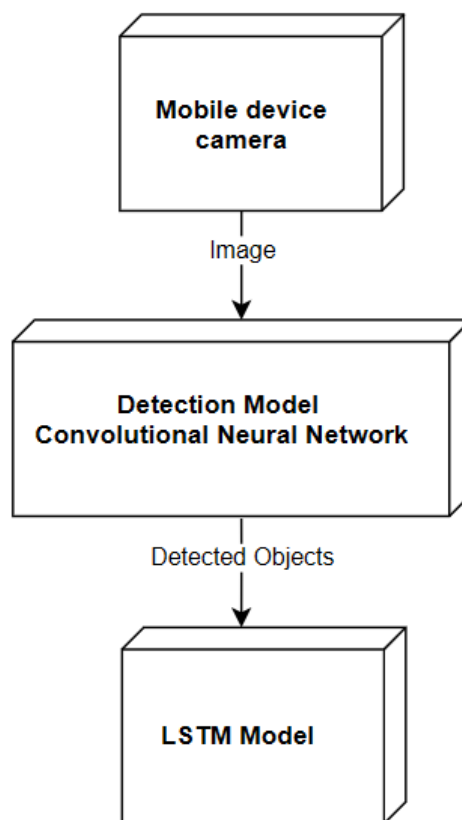 Mobile device
camera
Image
Detection Model
Convolutional Neural Network
Detected Objects
LSTM Model